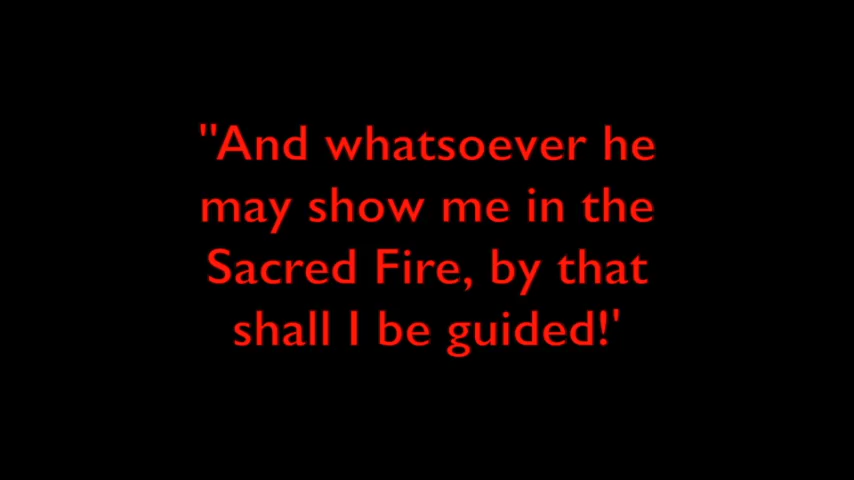 "And whatsoever he
may show me in the
Sacred Fire, by that
shall I be guided!'